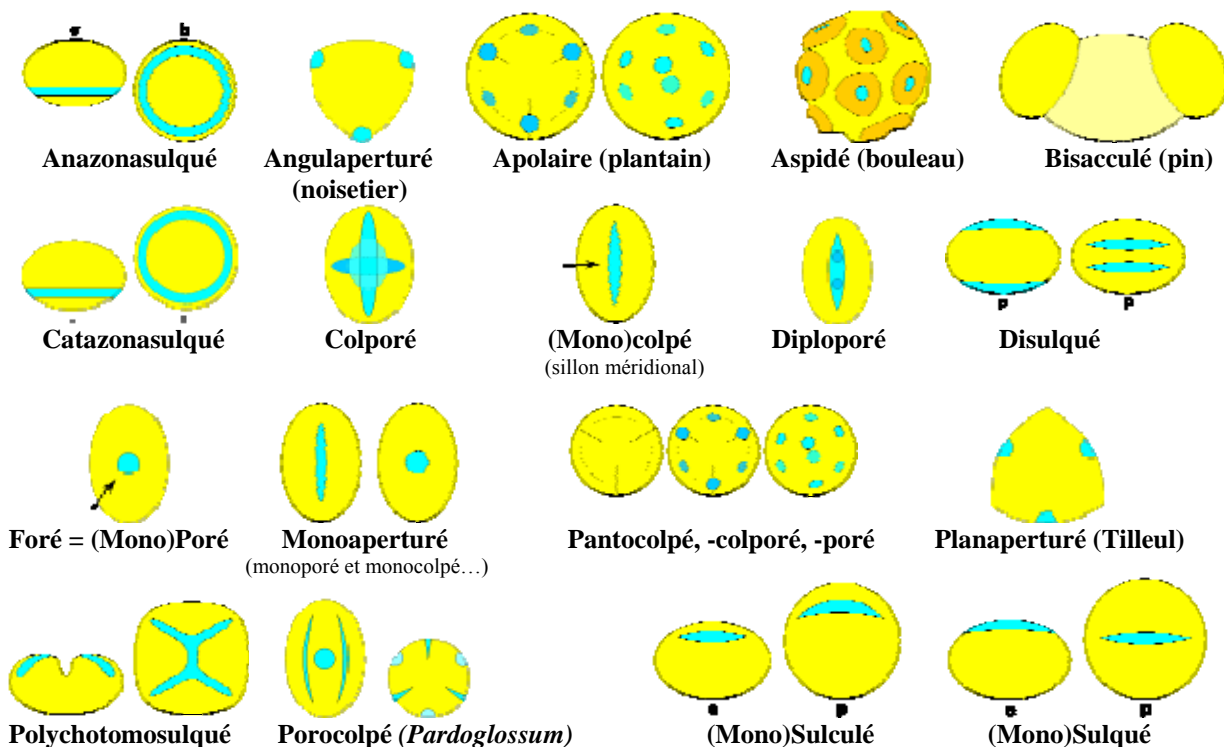 a b
Anazonasulqué
Angulaperturé
(noisetier)
Apolaire (plantain)
Aspidé (bouleau)
Bisacculé (pin)
Catazonasulqué
Colporé
(Mono)colpé
(sillon méridional)
Diploporé
p p
Disulqué
Foré = (Mono)Poré
Monoaperturé
(monoporé et monocolpé…)
Pantocolpé, -colporé, -poré
Planaperturé (Tilleul)
Polychotomosulqué
Porocolpé (Pardoglossum)
p
(Mono)Sulculé
p
(Mono)Sulqué